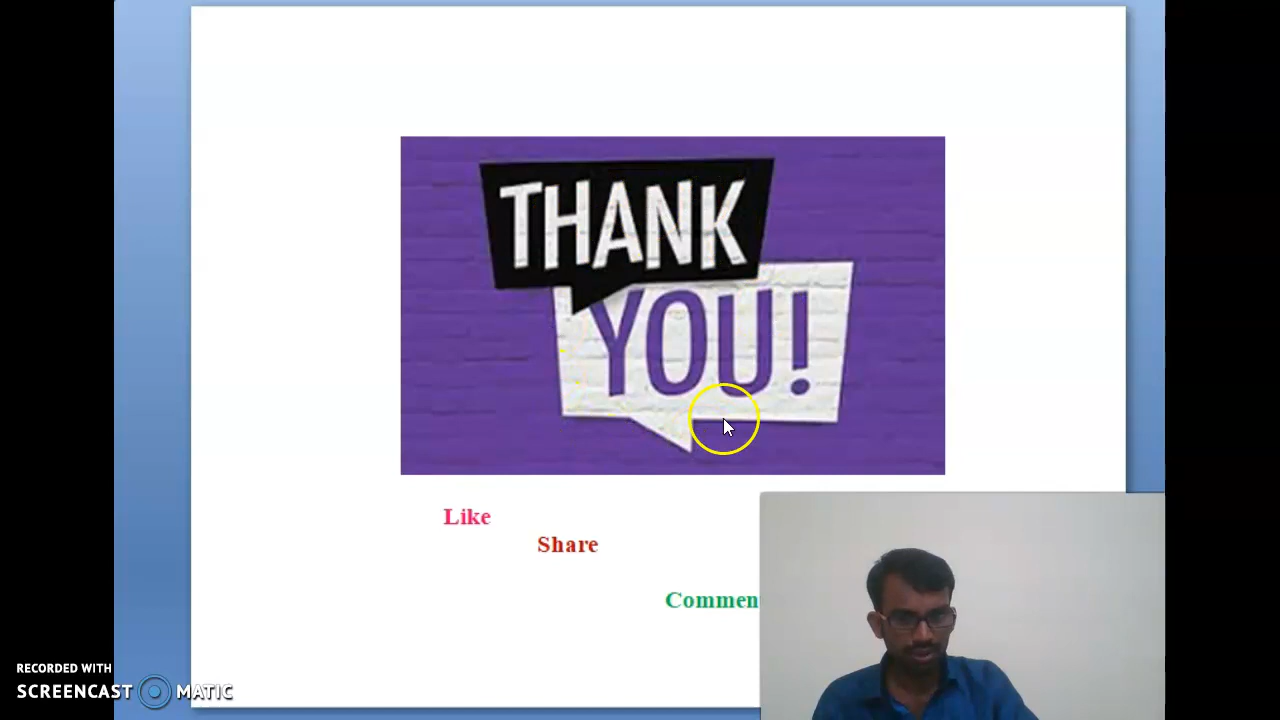 THANK
YOU!
Like
Share
Commen
RECORDED WITH
SCREENCAST MATIC